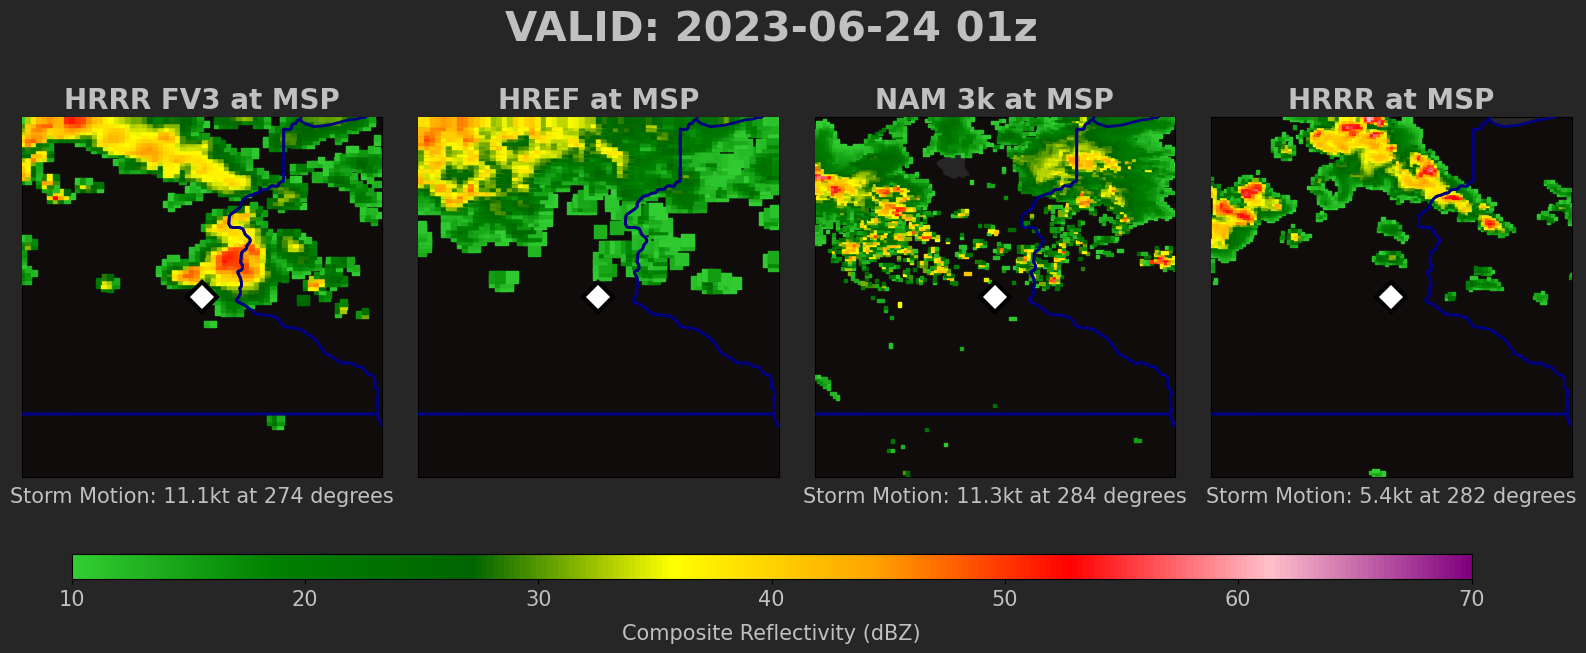 VALID: 2023-06-24 01z
HRRR FV3 at MSP
HREF at MSP
NAM 3k at MSP
HRRR at MSP
Storm Motion: 11.1kt at 274 degrees
Storm Motion: 11.3kt at 284 degrees
Storm Motion: 5.4kt at 282 degrees
10 20 30 40 50 60 70
Composite Reflectivity (dBZ)